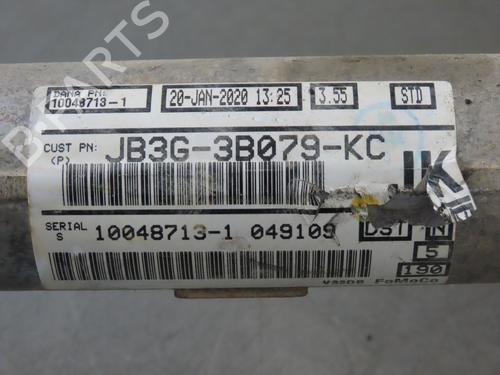 DANA PN:
10048713-1
20-JAN-2020 13:25
3.55
STD
CUST PN:
(P)
JB3G-3B079-KC
SERIAL
S
10048713-1 049109
DST
N
5
190
V33DB FoMoCo
B